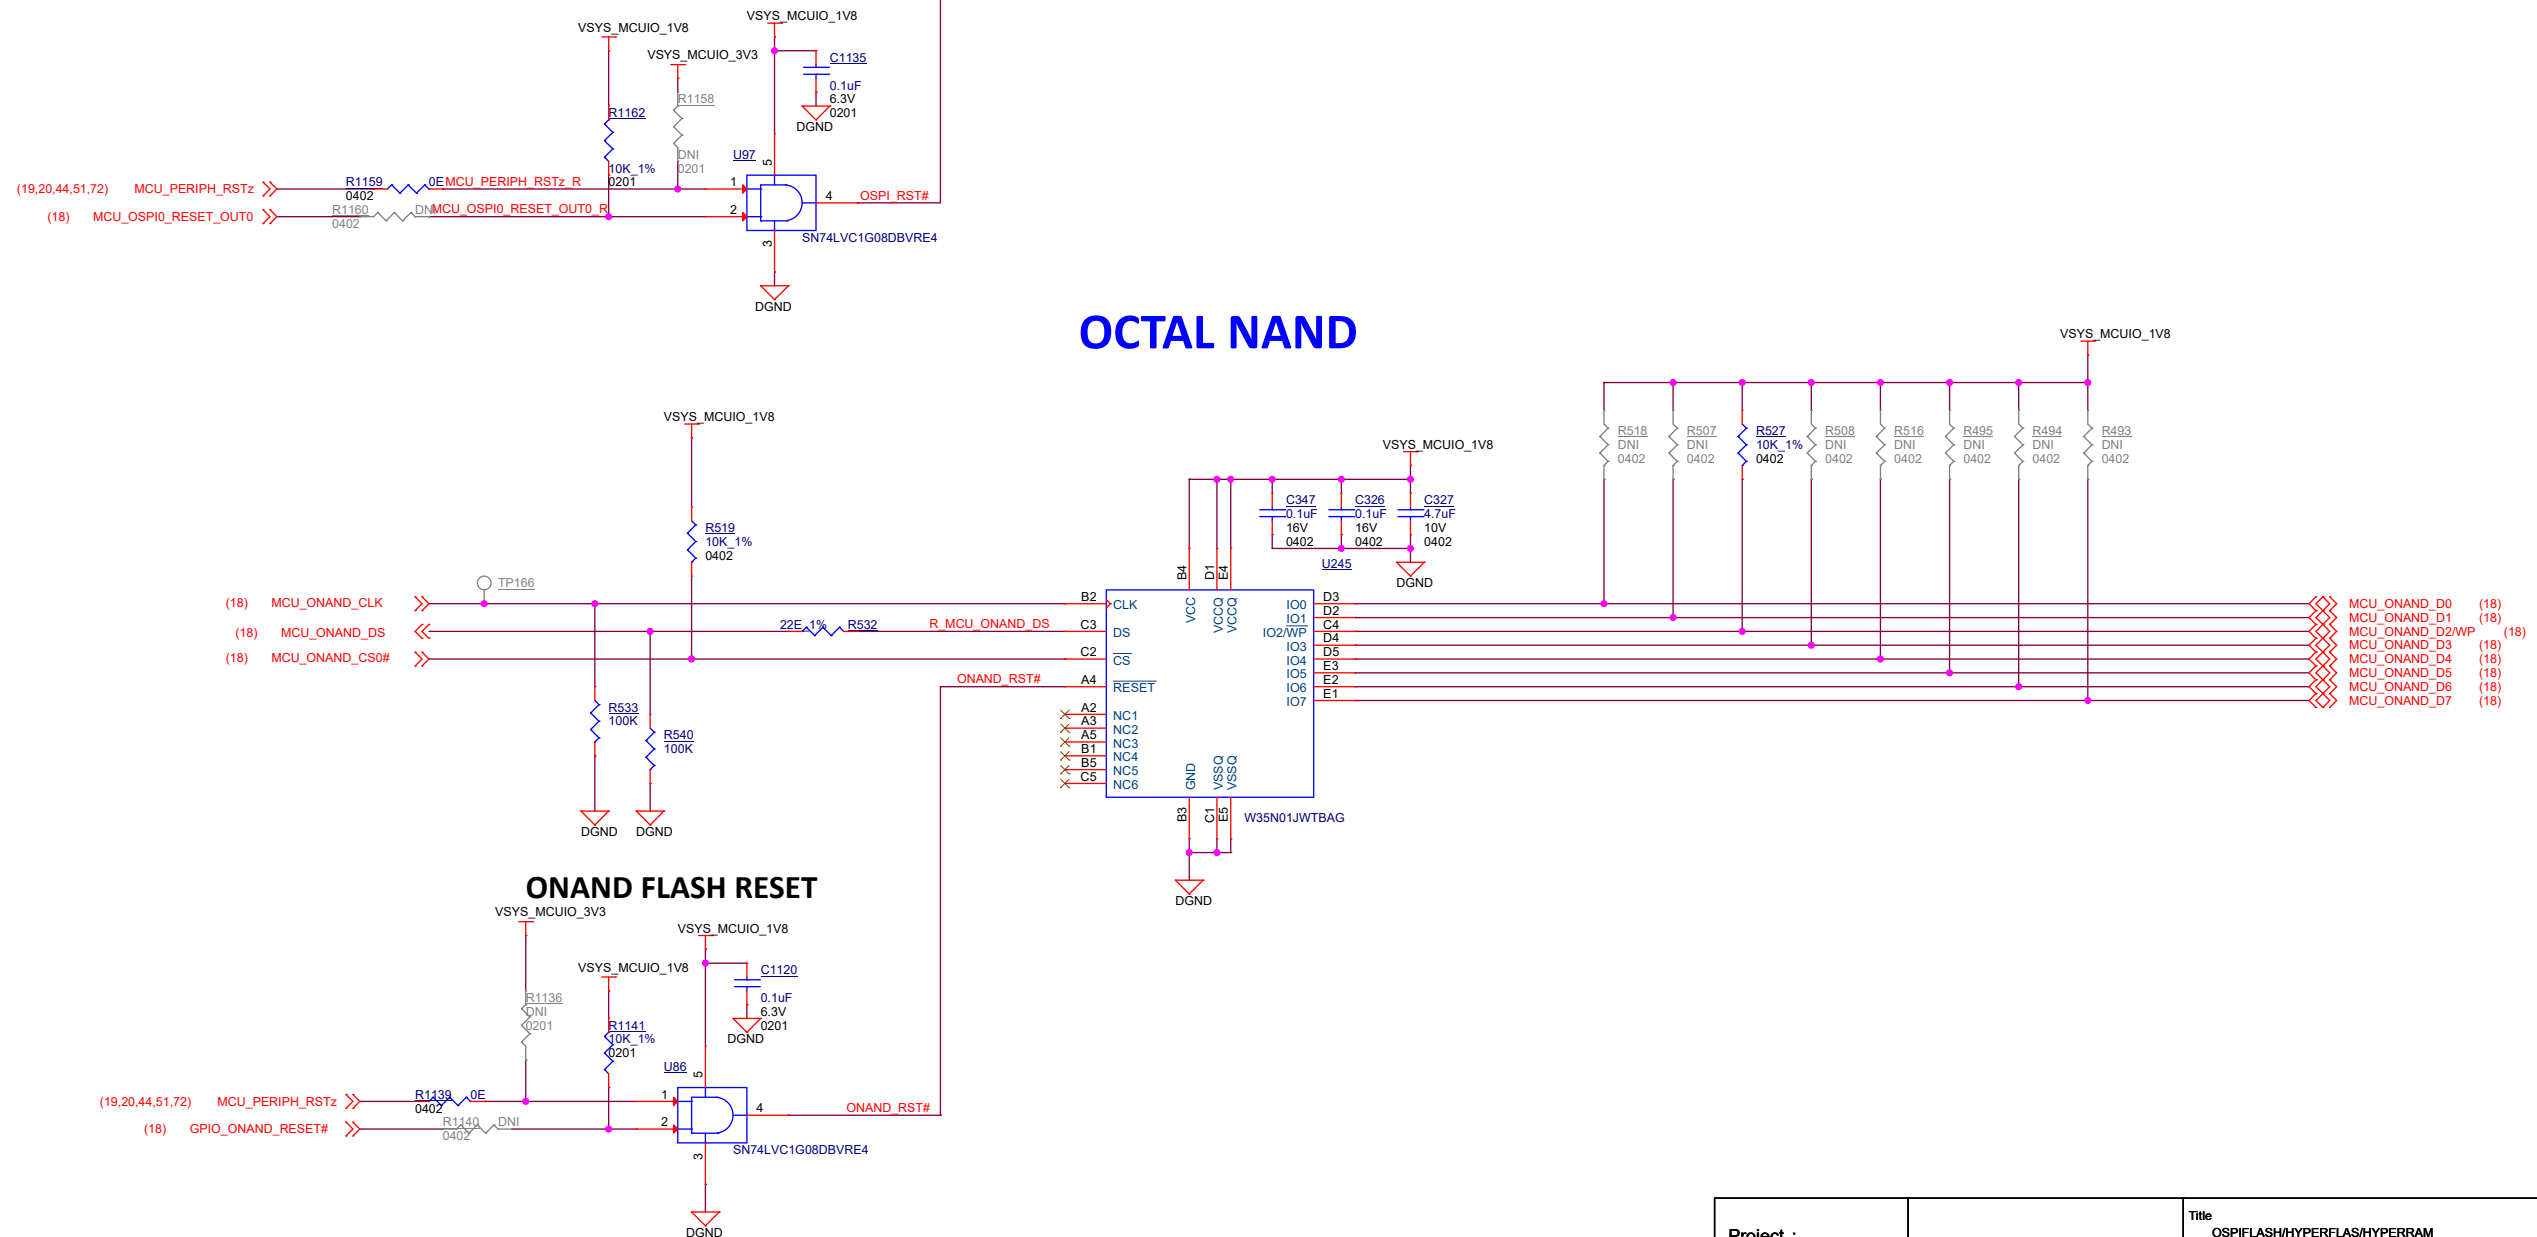 VSYS_MCUIO_1V8
VSYS_MCUIO_1V8
VSYS_MCUIO_3V3
C1135
0.1uF
6.3V
0201
DGND
R1162
10K_1%
0201
R1158
DNI
0201
U97
5
(19,20,44,51,72) MCU_PERIPH_RSTz
R1159 0E
0402
MCU_PERIPH_RSTz_R
1
(18) MCU_OSPI0_RESET_OUT0
R1160 DNI
0402
MCU_OSPI0_RESET_OUT0_R
2
4
OSPI_RST#
3
SN74LVC1G08DBVRE4
DGND
OCTAL NAND
VSYS_MCUIO_1V8
R518
DNI
0402
R507
DNI
0402
R527
10K_1%
0402
R508
DNI
0402
R516
DNI
0402
R495
DNI
0402
R494
DNI
0402
R493
DNI
0402
VSYS_MCUIO_1V8
VSYS_MCUIO_1V8
R519
10K_1%
0402
C347
0.1uF
16V
0402
C326
0.1uF
16V
0402
C327
4.7uF
10V
0402
DGND
U245
TP166
(18) MCU_ONAND_CLK
(18) MCU_ONAND_DS
22E_1% R532
R_MCU_ONAND_DS
(18) MCU_ONAND_CS0#
ONAND_RST#
B4 D1 E4
VCC VCCQ VCCQ
B2 CLK
C3 DS
C2 CS
A4 RESET
A2 NC1
A3 NC2
A5 NC3
B1 NC4
B5 NC5
C5 NC6
GND VSSQ VSSQ
B3 C1 E5
IO0 D3
IO1 D2
IO2/WP C4
IO3 D4
IO4 D5
IO5 E3
IO6 E2
IO7 E1
MCU_ONAND_D0 (18)
MCU_ONAND_D1 (18)
MCU_ONAND_D2/WP (18)
MCU_ONAND_D3 (18)
MCU_ONAND_D4 (18)
MCU_ONAND_D5 (18)
MCU_ONAND_D6 (18)
MCU_ONAND_D7 (18)
R533
100K
R540
100K
DGND
DGND
W35N01JWTBAG
DGND
ONAND FLASH RESET
VSYS_MCUIO_3V3
VSYS_MCUIO_1V8
VSYS_MCUIO_1V8
C1120
0.1uF
6.3V
0201
DGND
R1136
DNI
0201
R1141
10K_1%
0201
U86
5
(19,20,44,51,72) MCU_PERIPH_RSTz
R1139 0E
0402
1
(18) GPIO_ONAND_RESET#
R1140 DNI
0402
2
4
ONAND_RST#
3
SN74LVC1G08DBVRE4
DGND
Project :
Title
OSPIFLASH/HYPERFLAS/HYPERRAM